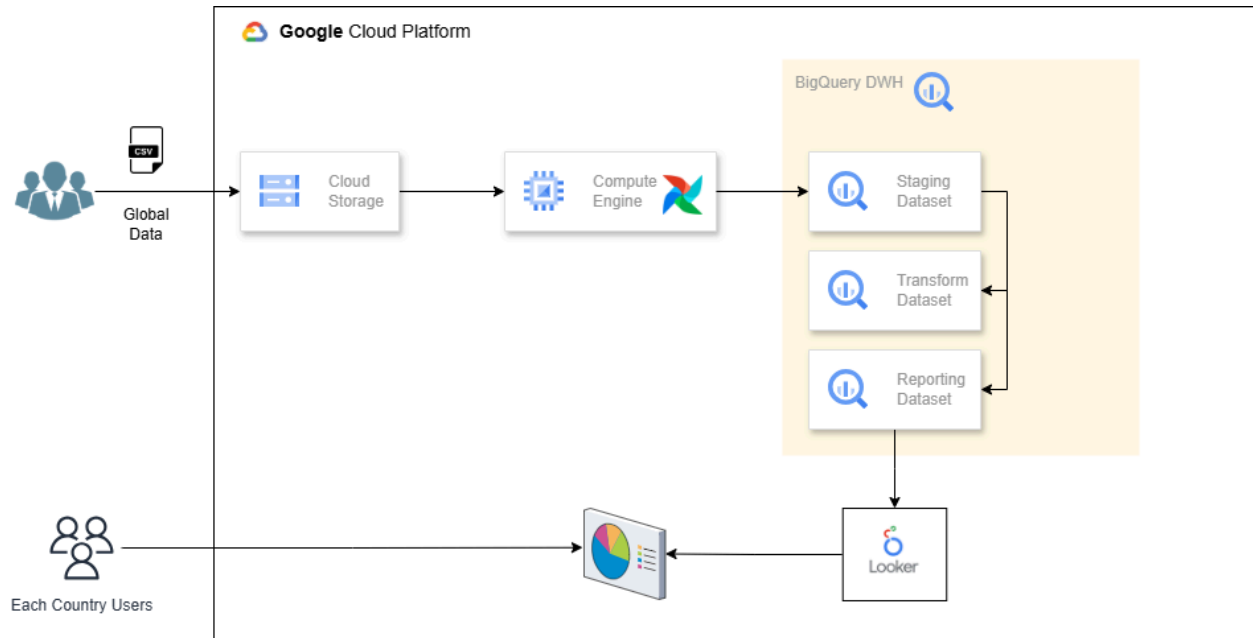 Google Cloud Platform
BigQuery DWH
CSV
Global
Data
Cloud
Storage
Compute
Engine
Staging
Dataset
Transform
Dataset
Reporting
Dataset
Looker
Each Country Users